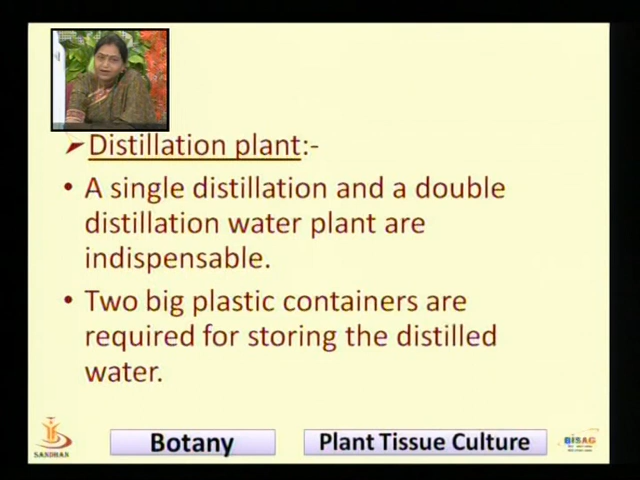 ➢ Distillation plant:-
• A single distillation and a double
distillation water plant are
indispensable.
• Two big plastic containers are
required for storing the distilled
water.
SANDHAN
Botany
Plant Tissue Culture
BISAG